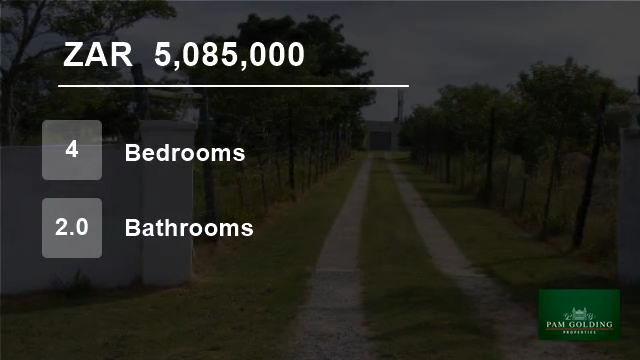 ZAR 5,085,000
4
Bedrooms
2.0
Bathrooms
PAM GOLDING
PROPERTIES